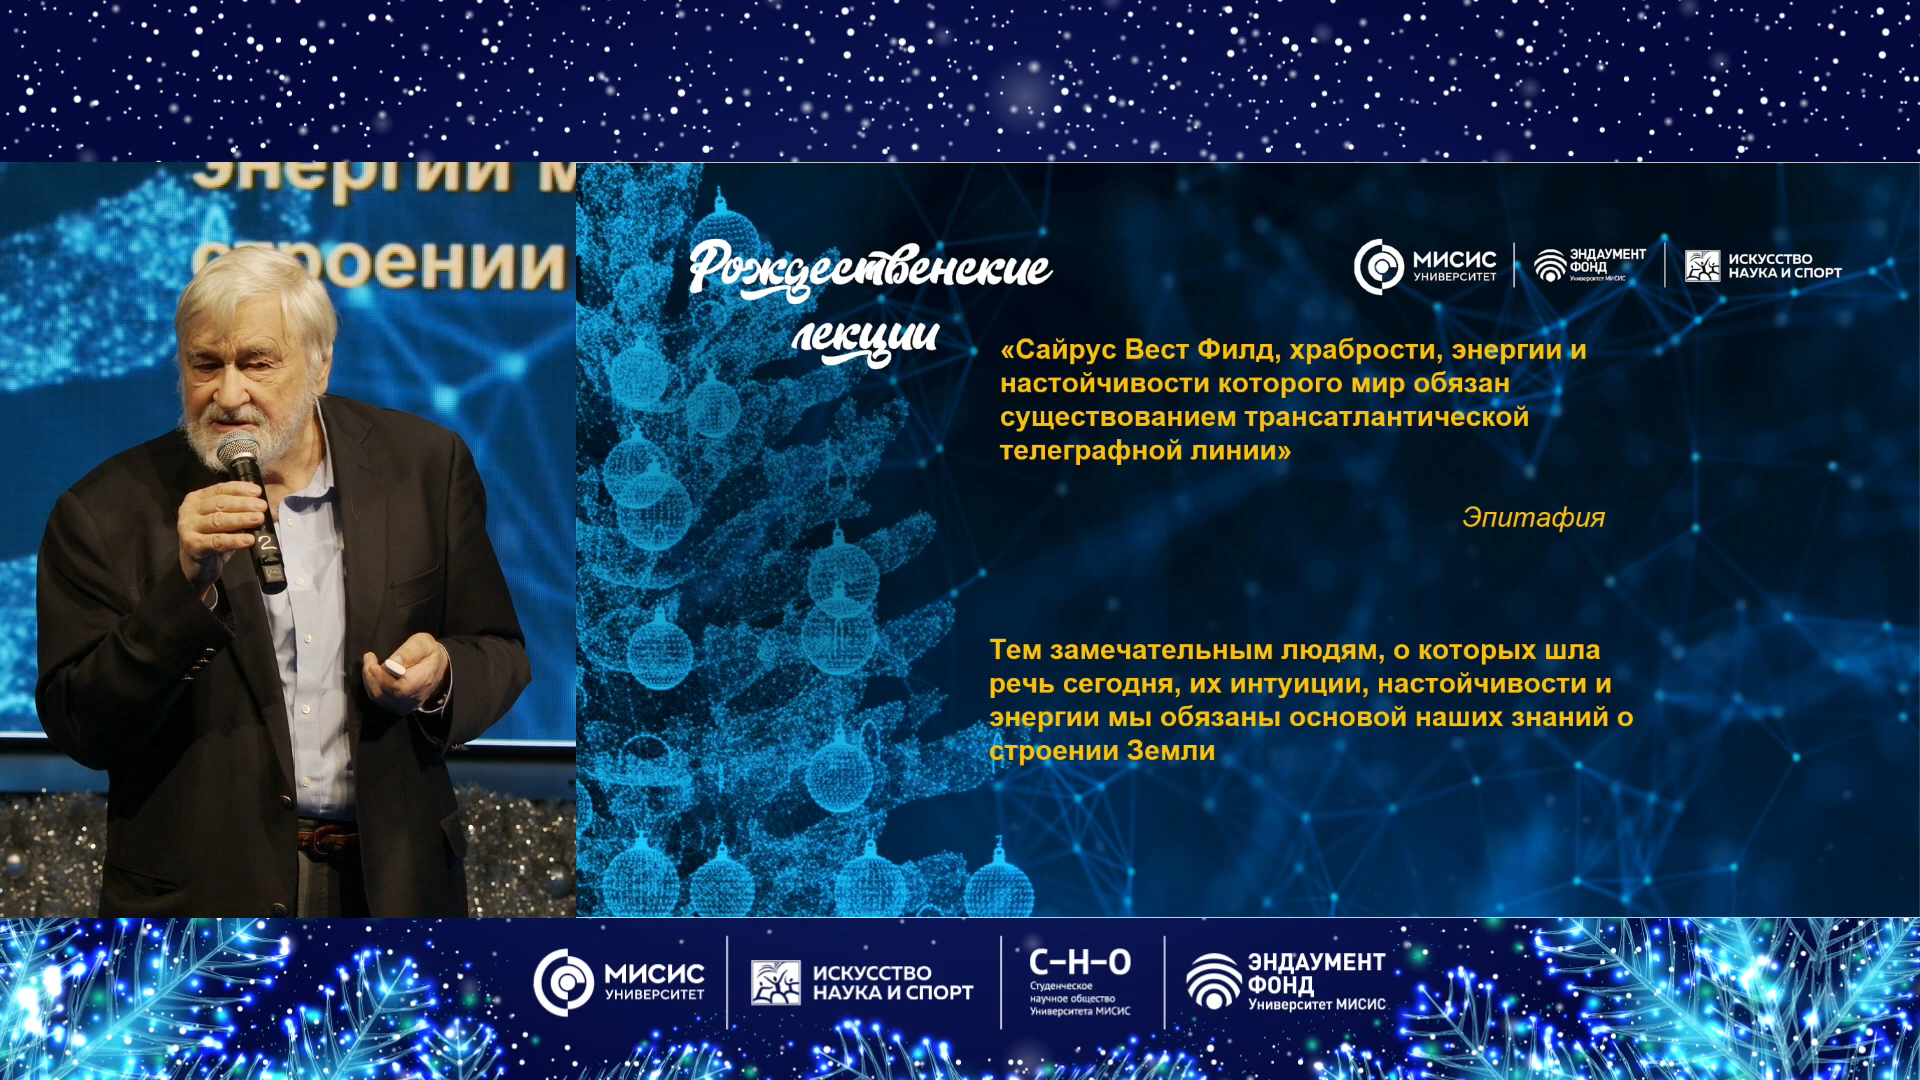 энергии м
строении
Рождественские
лекции
МИСИС
УНИВЕРСИТЕТ
ЭНДАУМЕНТ
ФОНД
Университет МИСИС
ИСКУССТВО
НАУКА И СПОРТ
«Сайрус Вест Филд, храбрости, энергии и
настойчивости которого мир обязан
существованием трансатлантической
телеграфной линии»
Эпитафия
Тем замечательным людям, о которых шла
речь сегодня, их интуиции, настойчивости и
энергии мы обязаны основой наших знаний о
строении Земли
2
МИСИС
УНИВЕРСИТЕТ
ИСКУССТВО
НАУКА И СПОРТ
С–Н–О
Студенческое
научное общество
Университета МИСИС
ЭНДАУМЕНТ
ФОНД
Университет МИСИС